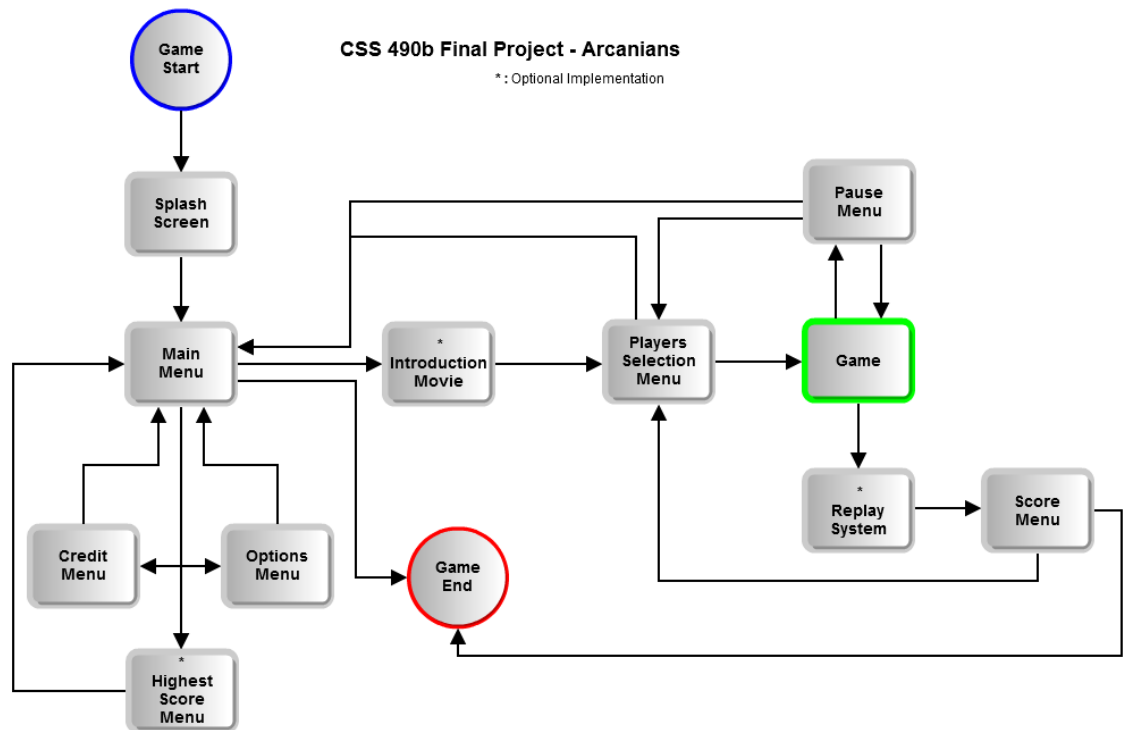 Game
Start
CSS 490b Final Project - Arcanians
* : Optional Implementation
Splash
Screen
Pause
Menu
Main
Menu
*
Introduction
Movie
Players
Selection
Menu
Game
*
Replay
System
Score
Menu
Credit
Menu
Options
Menu
Game
End
*
Highest
Score
Menu